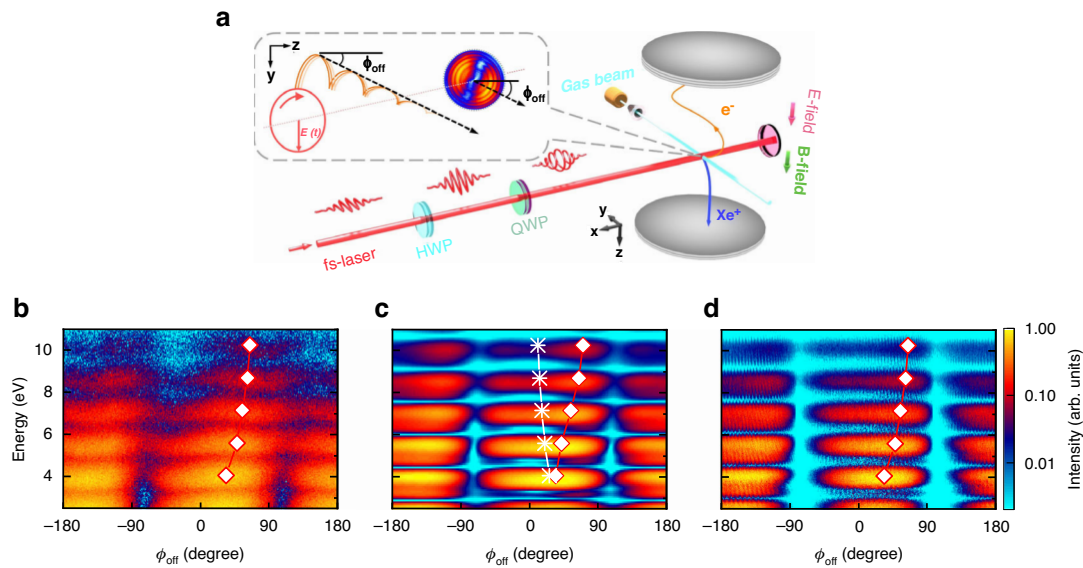 a
z
y
ϕoff
ϕoff
E (t)
Gas beam
e-
E-field
B-field
Xe+
y
x
z
QWP
HWP
fs-laser
b
c
d
Energy (eV)
10
8
6
4
−180 −90 0 90 180
ϕoff (degree)
−180 −90 0 90 180
ϕoff (degree)
−180 −90 0 90 180
ϕoff (degree)
1.00
0.10
0.01
Intensity (arb. units)